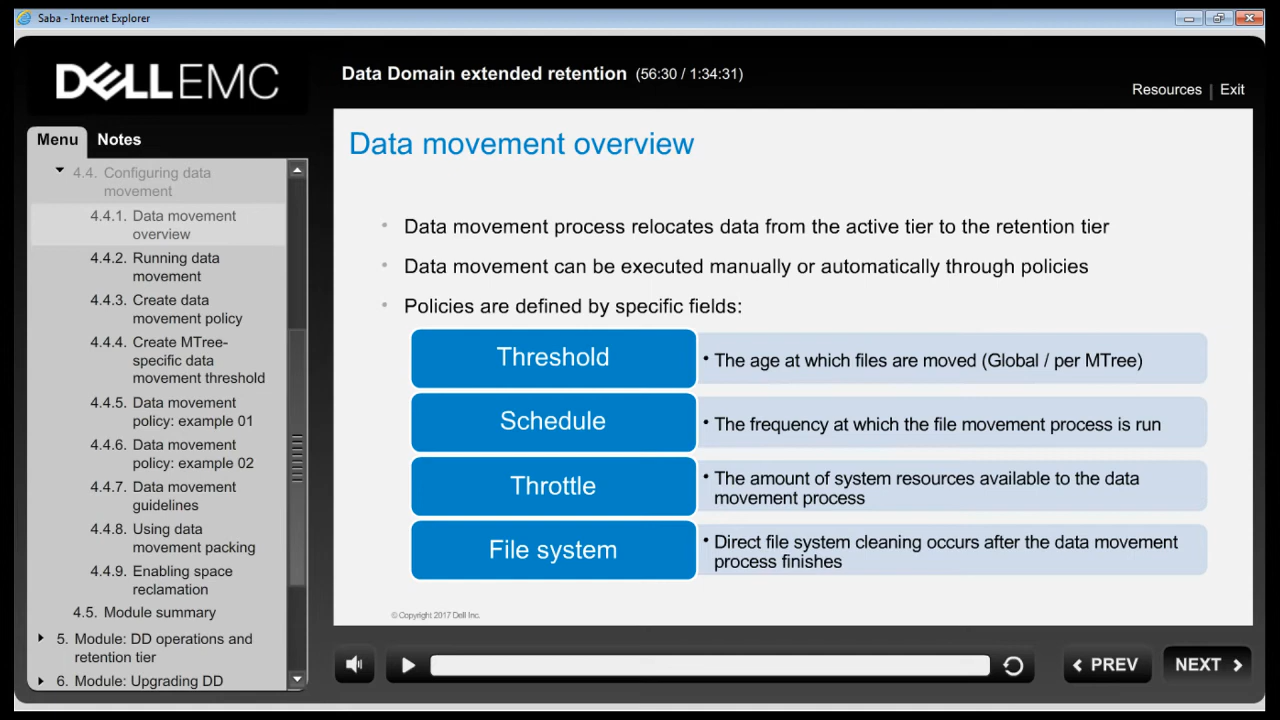 Saba - Internet Explorer
DELLEMC
Data Domain extended retention (56:30 / 1:34:31)
Resources | Exit
Menu
Notes
4.4. Configuring data
movement
4.4.1. Data movement
overview
4.4.2. Running data
movement
4.4.3. Create data
movement policy
4.4.4. Create MTree-
specific data
movement threshold
4.4.5. Data movement
policy: example 01
4.4.6. Data movement
policy: example 02
4.4.7. Data movement
guidelines
4.4.8. Using data
movement packing
4.4.9. Enabling space
reclamation
4.5. Module summary
5. Module: DD operations and
retention tier
6. Module: Upgrading DD
Data movement overview
• Data movement process relocates data from the active tier to the retention tier
• Data movement can be executed manually or automatically through policies
• Policies are defined by specific fields:
Threshold
• The age at which files are moved (Global / per MTree)
Schedule
• The frequency at which the file movement process is run
Throttle
• The amount of system resources available to the data
movement process
File system
• Direct file system cleaning occurs after the data movement
process finishes
© Copyright 2017 Dell Inc.
PREV
NEXT